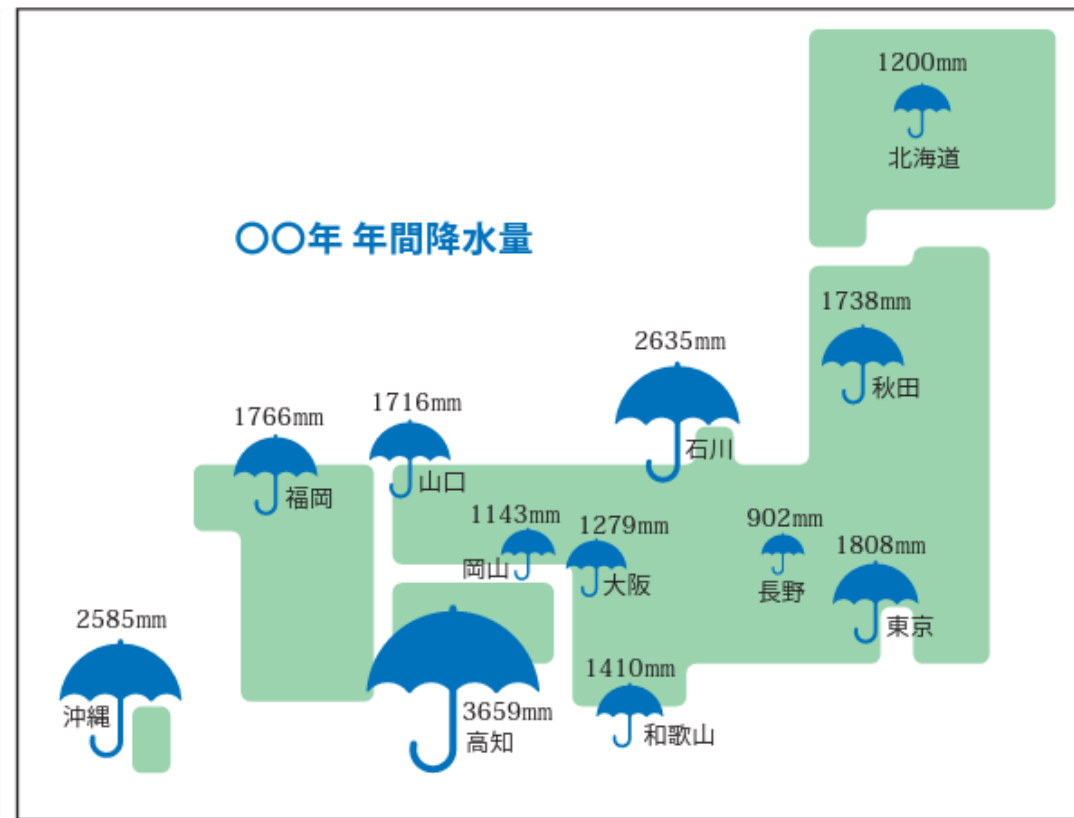 1200mm
北海道
〇〇年 年間降水量
1738mm
秋田
2635mm
石川
1716mm
山口
1766mm
福岡
1143mm
岡山
1279mm
大阪
902mm
長野
1808mm
東京
2585mm
沖縄
3659mm
高知
1410mm
和歌山